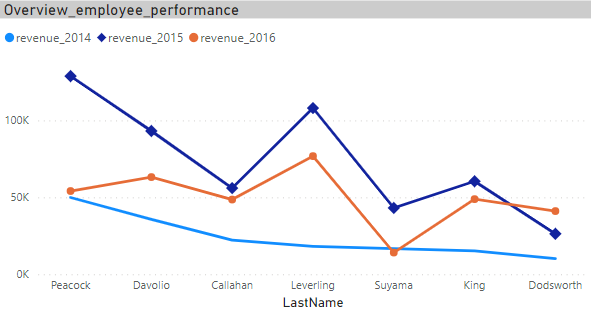 Overview_employee_performance
revenue_2014 revenue_2015 revenue_2016
100K
50K
0K
Peacock Davolio Callahan Leverling Suyama King Dodsworth
LastName